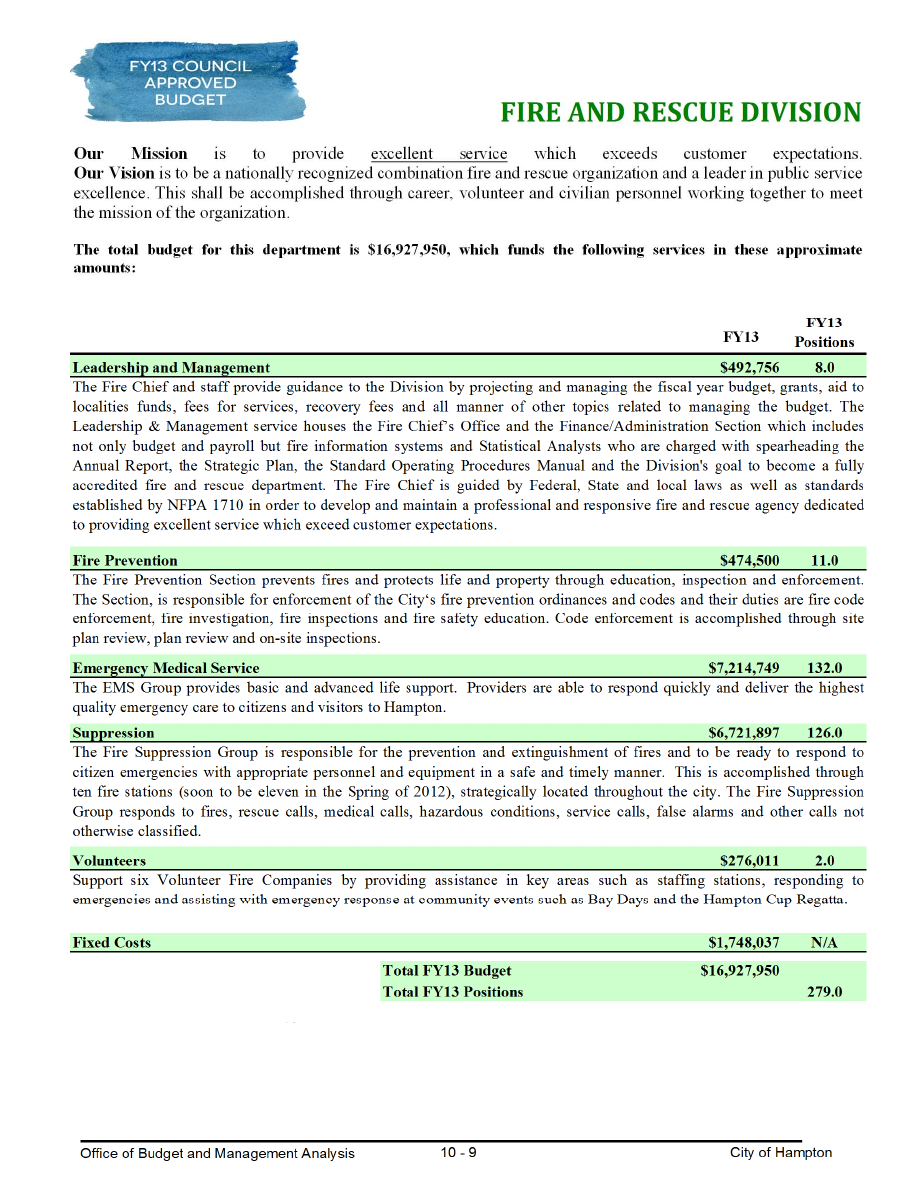 FY13 COUNCIL
APPROVED
BUDGET
FIRE AND RESCUE DIVISION
Our Mission is to provide excellent service which exceeds customer expectations.
Our Vision is to be a nationally recognized combination fire and rescue organization and a leader in public service
excellence. This shall be accomplished through career, volunteer and civilian personnel working together to meet
the mission of the organization.
The total budget for this department is $16,927,950, which funds the following services in these approximate
amounts:
FY13 FY13 Positions
Leadership and Management $492,756 8.0
The Fire Chief and staff provide guidance to the Division by projecting and managing the fiscal year budget, grants, aid to
localities funds, fees for services, recovery fees and all manner of other topics related to managing the budget. The
Leadership & Management service houses the Fire Chief's Office and the Finance/Administration Section which includes
not only budget and payroll but fire information systems and Statistical Analysts who are charged with spearheading the
Annual Report, the Strategic Plan, the Standard Operating Procedures Manual and the Division's goal to become a fully
accredited fire and rescue department. The Fire Chief is guided by Federal, State and local laws as well as standards
established by NFPA 1710 in order to develop and maintain a professional and responsive fire and rescue agency dedicated
to providing excellent service which exceed customer expectations.
Fire Prevention $474,500 11.0
The Fire Prevention Section prevents fires and protects life and property through education, inspection and enforcement.
The Section, is responsible for enforcement of the City‘s fire prevention ordinances and codes and their duties are fire code
enforcement, fire investigation, fire inspections and fire safety education. Code enforcement is accomplished through site
plan review, plan review and on-site inspections.
Emergency Medical Service $7,214,749 132.0
The EMS Group provides basic and advanced life support. Providers are able to respond quickly and deliver the highest
quality emergency care to citizens and visitors to Hampton.
Suppression $6,721,897 126.0
The Fire Suppression Group is responsible for the prevention and extinguishment of fires and to be ready to respond to
citizen emergencies with appropriate personnel and equipment in a safe and timely manner. This is accomplished through
ten fire stations (soon to be eleven in the Spring of 2012), strategically located throughout the city. The Fire Suppression
Group responds to fires, rescue calls, medical calls, hazardous conditions, service calls, false alarms and other calls not
otherwise classified.
Volunteers $276,011 2.0
Support six Volunteer Fire Companies by providing assistance in key areas such as staffing stations, responding to
emergencies and assisting with emergency response at community events such as Bay Days and the Hampton Cup Regatta.
Fixed Costs $1,748,037 N/A
Total FY13 Budget $16,927,950
Total FY13 Positions 279.0
Office of Budget and Management Analysis 10 - 9 City of Hampton